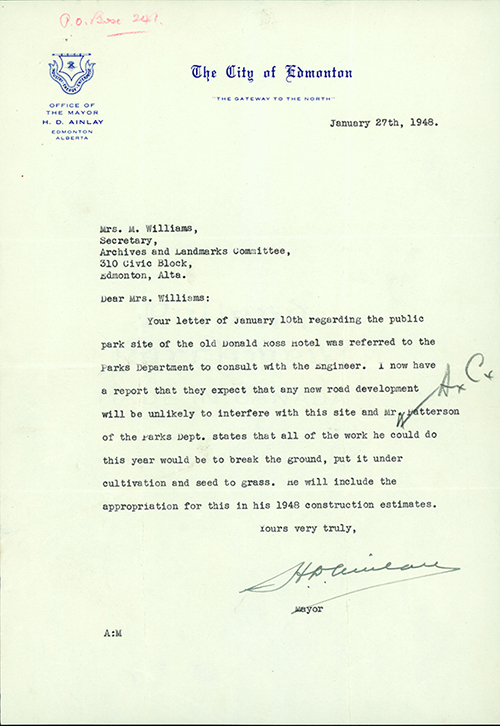 P.O. Box 247.
The City of Edmonton
"THE GATEWAY TO THE NORTH"
OFFICE OF
THE MAYOR
H. D. AINLAY
EDMONTON
ALBERTA
January 27th, 1948.
Mrs. M. Williams,
Secretary,
Archives and Landmarks Committee,
310 Civic Block,
Edmonton, Alta.
Dear Mrs. Williams:
Your letter of January 10th regarding the public
park site of the old Donald Ross Hotel was referred to the
Parks Department to consult with the Engineer. I now have
a report that they expect that any new road development
will be unlikely to interfere with this site and Mr. Patterson
A x C x
of the Parks Dept. states that all of the work he could do
this year would be to break the ground, put it under
cultivation and seed to grass. He will include the
appropriation for this in his 1948 construction estimates.
Yours very truly,
H.D. Ainlay
Mayor
A:M